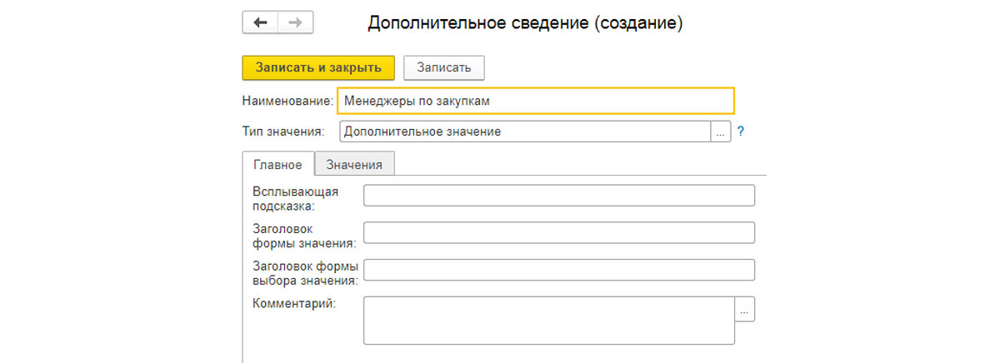 Дополнительное сведение (создание)
Записать и закрыть Записать
Наименование: Менеджеры по закупкам
Тип значения: Дополнительное значение ... ?
Главное Значения
Всплывающая
подсказка:
Заголовок
формы значения:
Заголовок формы
выбора значения:
Комментарий: ...